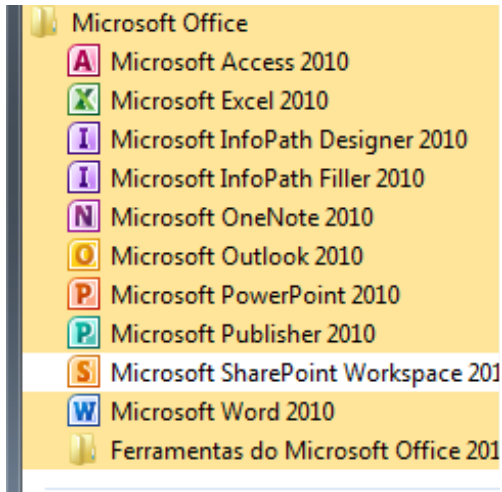 Microsoft Office
A Microsoft Access 2010
X Microsoft Excel 2010
I Microsoft InfoPath Designer 2010
I Microsoft InfoPath Filler 2010
N Microsoft OneNote 2010
O Microsoft Outlook 2010
P Microsoft PowerPoint 2010
P Microsoft Publisher 2010
S Microsoft SharePoint Workspace 201
W Microsoft Word 2010
Ferramentas do Microsoft Office 201